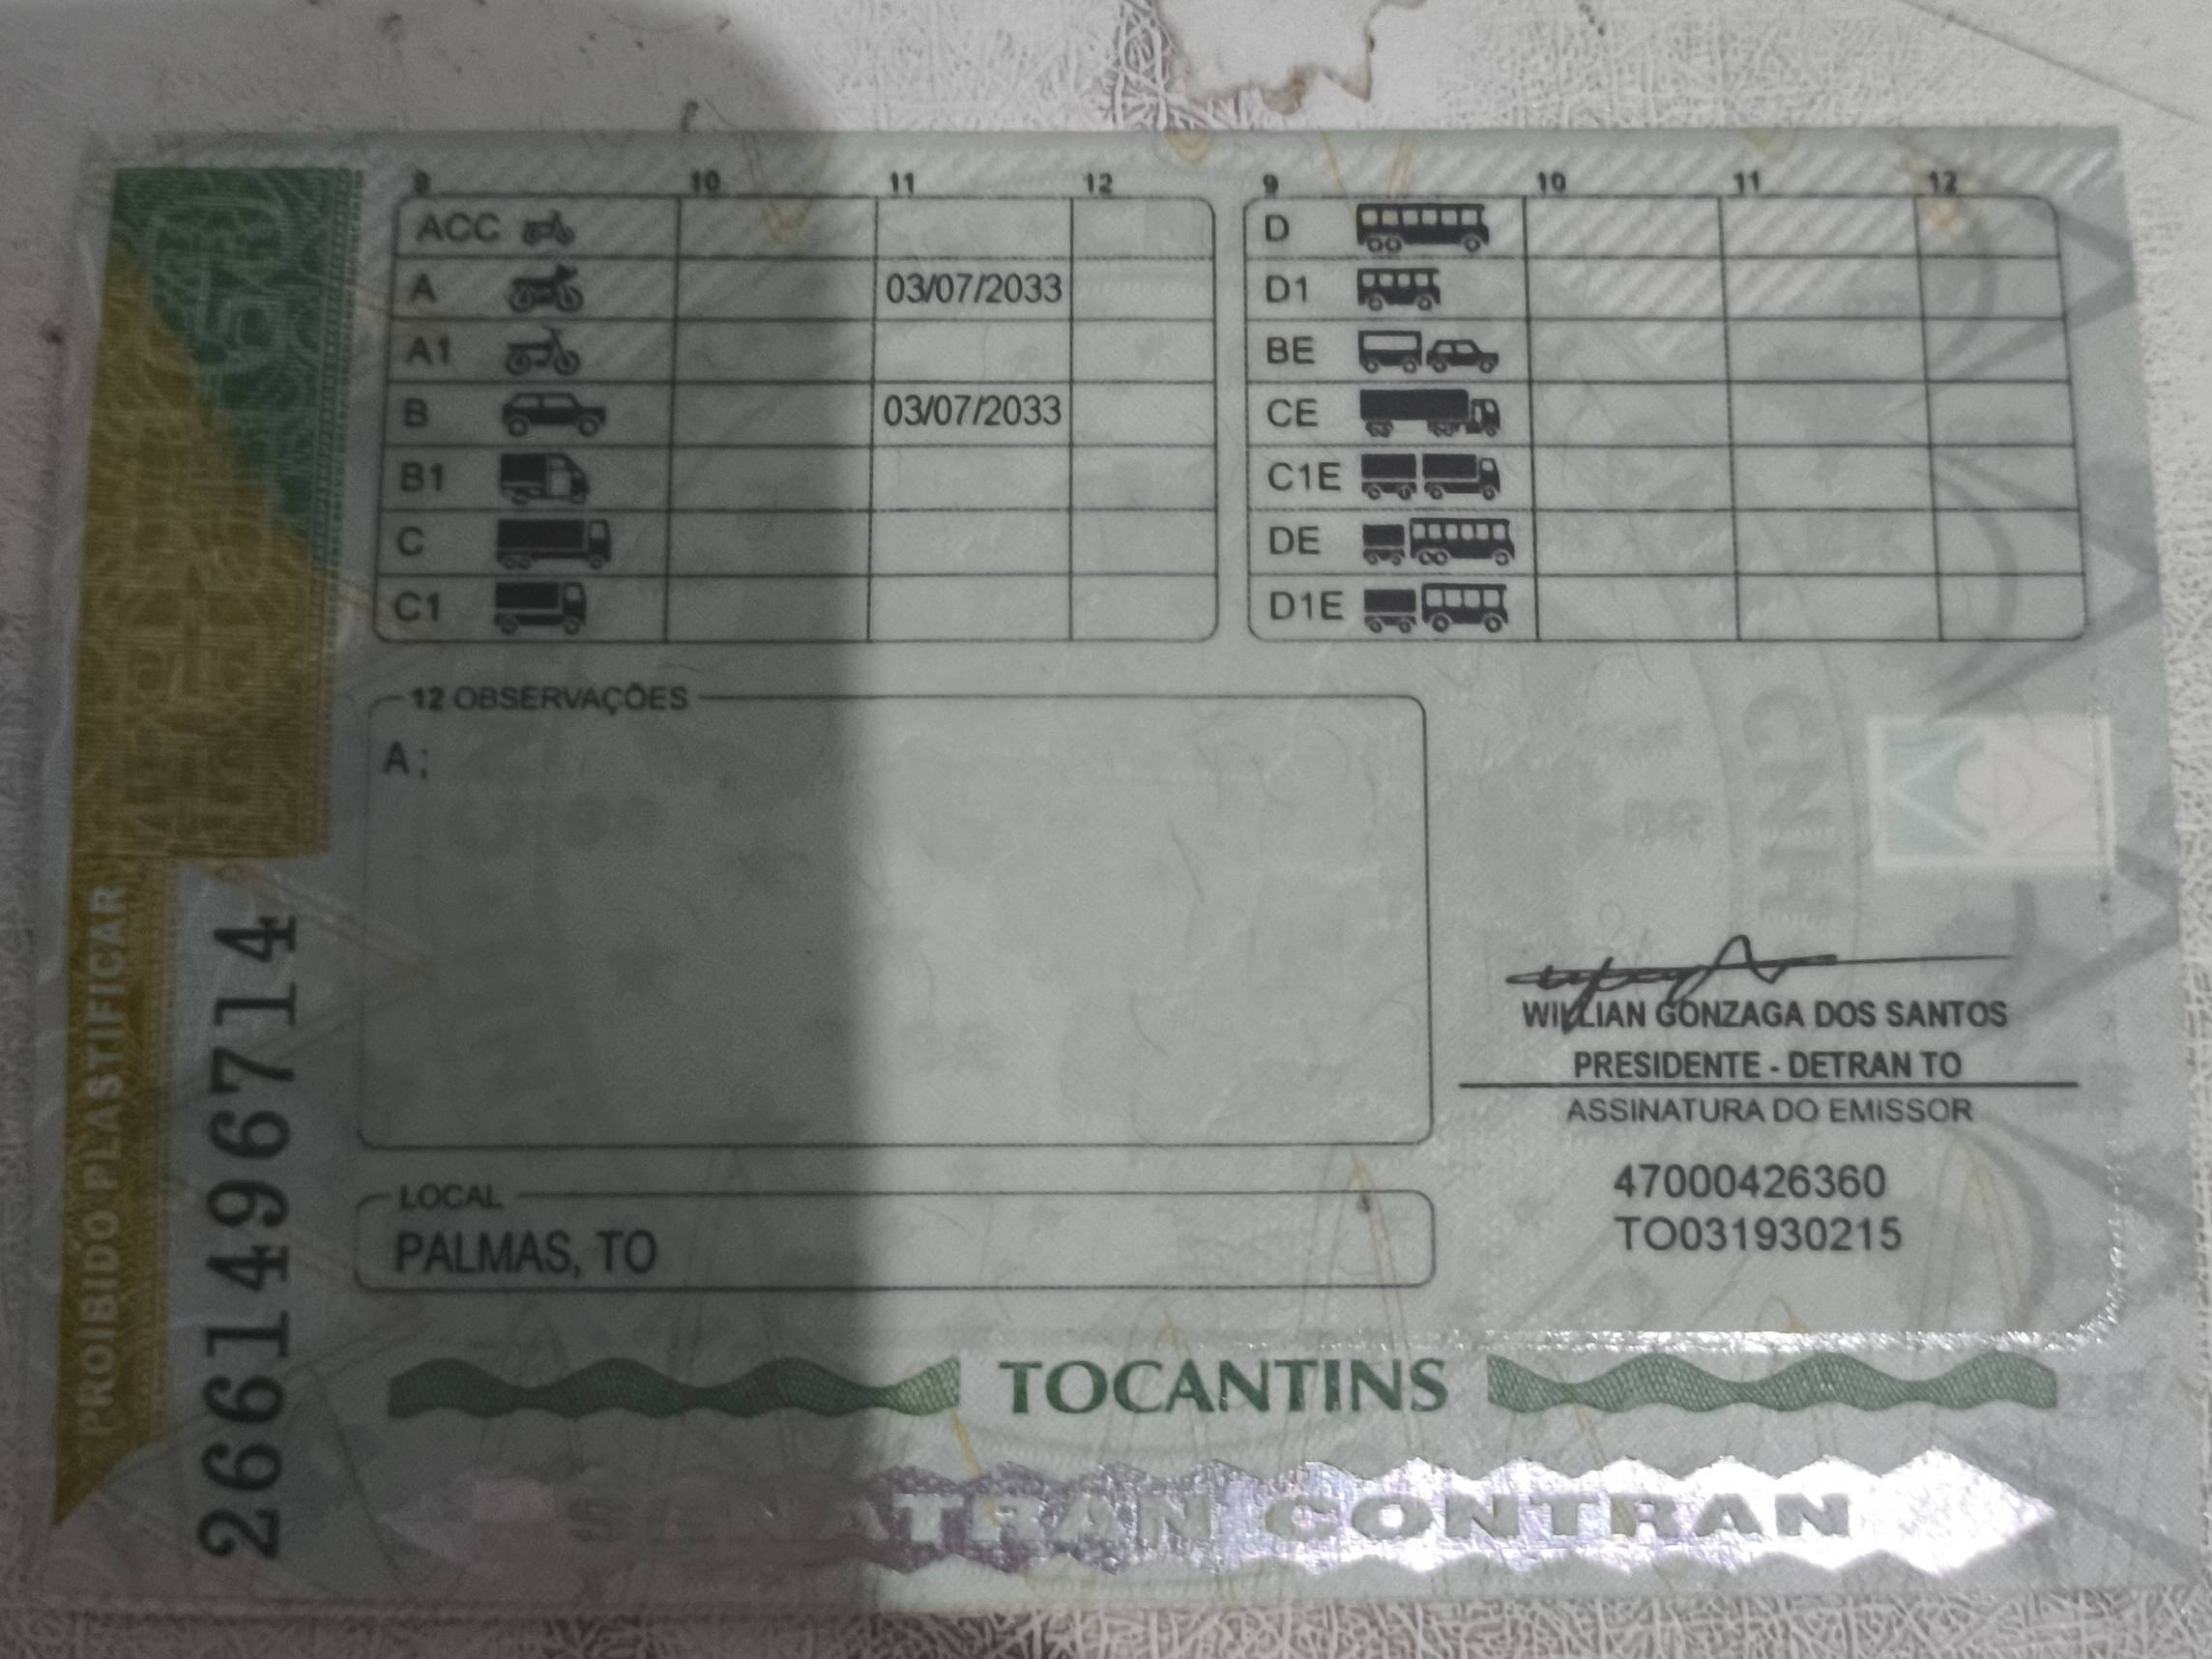 9 10 11 12
ACC
A 03/07/2033
A1
B 03/07/2033
B1
C
C1
9 10 11 12
D
D1
BE
CE
C1E
DE
D1E
12 OBSERVAÇÕES
A ;
CNH
WILLIAN GONZAGA DOS SANTOS
PRESIDENTE - DETRAN TO
ASSINATURA DO EMISSOR
47000426360
TO031930215
LOCAL
PALMAS, TO
PROIBIDO PLASTIFICAR
2661496714
TOCANTINS
SENATRAN CONTRAN